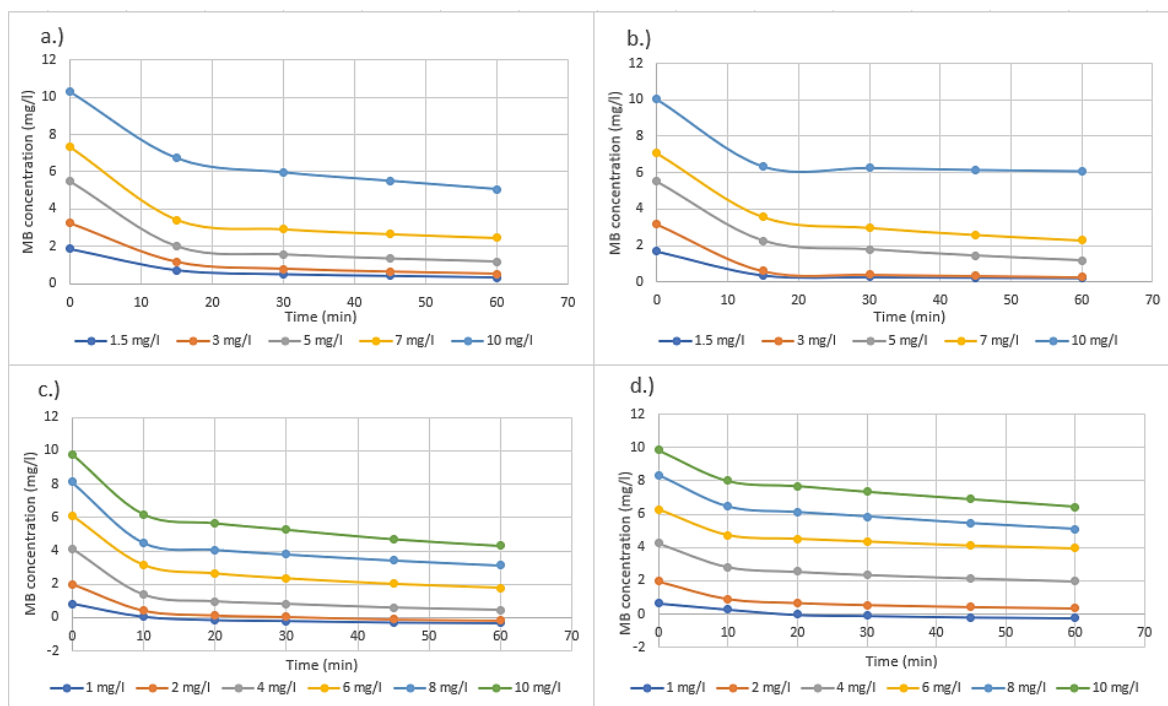 a.)
MB concentration (mg/l)
12
10
8
6
4
2
0
0 10 20 30 40 50 60 70
Time (min)
1.5 mg/l 3 mg/l 5 mg/l 7 mg/l 10 mg/l
b.)
MB concentration (mg/l)
12
10
8
6
4
2
0
0 10 20 30 40 50 60 70
Time (min)
1.5 mg/l 3 mg/l 5 mg/l 7 mg/l 10 mg/l
c.)
MB concentration (mg/l)
12
10
8
6
4
2
0
-2
0 10 20 30 40 50 60 70
Time (min)
1 mg/l 2 mg/l 4 mg/l 6 mg/l 8 mg/l 10 mg/l
d.)
MB concentration (mg/l)
12
10
8
6
4
2
0
-2
0 10 20 30 40 50 60 70
Time (min)
1 mg/l 2 mg/l 4 mg/l 6 mg/l 8 mg/l 10 mg/l